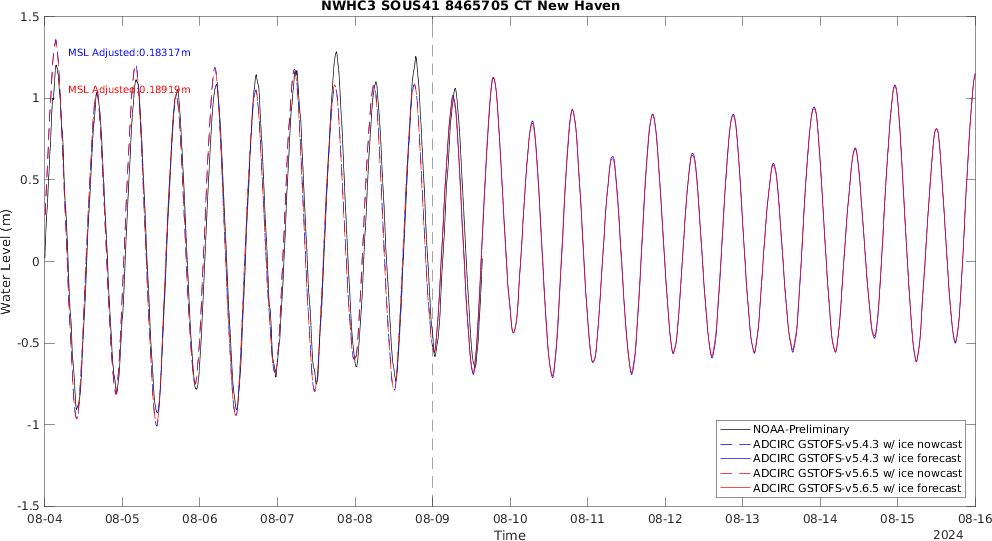 NWHC3 SOUS41 8465705 CT New Haven
1.5
1
0.5
0
-0.5
-1
-1.5
Water Level (m)
MSL Adjusted:0.18317m
MSL Adjusted:0.18919m
NOAA-Preliminary
ADCIRC GSTOFS-v5.4.3 w/ ice nowcast
ADCIRC GSTOFS-v5.4.3 w/ ice forecast
ADCIRC GSTOFS-v5.6.5 w/ ice nowcast
ADCIRC GSTOFS-v5.6.5 w/ ice forecast
08-04 08-05 08-06 08-07 08-08 08-09 08-10 08-11 08-12 08-13 08-14 08-15 08-16
Time
2024